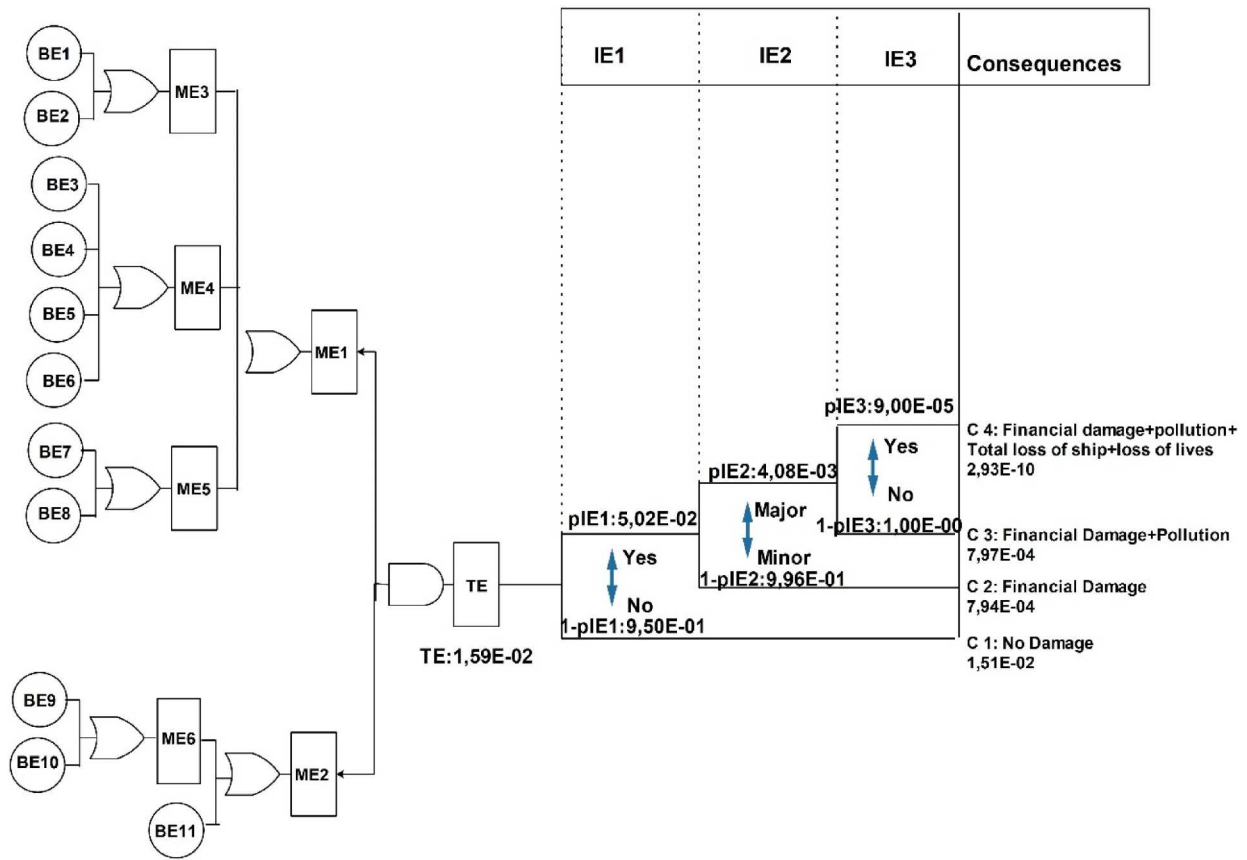 IE1
IE2
IE3
Consequences
BE1
BE2
ME3
BE3
BE4
BE5
BE6
ME4
ME1
BE7
BE8
ME5
TE
TE:1,59E-02
BE9
BE10
ME6
ME2
BE11
pIE1:5,02E-02
Yes
No
1-pIE1:9,50E-01
pIE2:4,08E-03
Major
Minor
1-pIE2:9,96E-01
pIE3:9,00E-05
Yes
No
1-pIE3:1,00E-00
C 4: Financial damage+pollution+
Total loss of ship+loss of lives
2,93E-10
C 3: Financial Damage+Pollution
7,97E-04
C 2: Financial Damage
7,94E-04
C 1: No Damage
1,51E-02